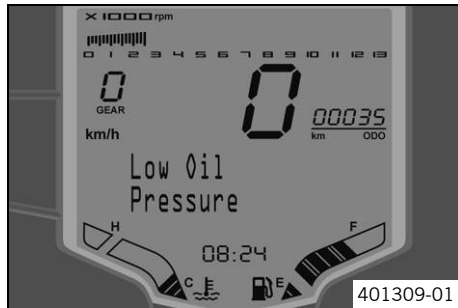 X 1000 rpm
0 1 2 3 4 5 6 7 8 9 10 11 12 13
0 0
GEAR
00035
km ODO
km/h
Low Oil
Pressure
H F
08:24
C E
401309-01